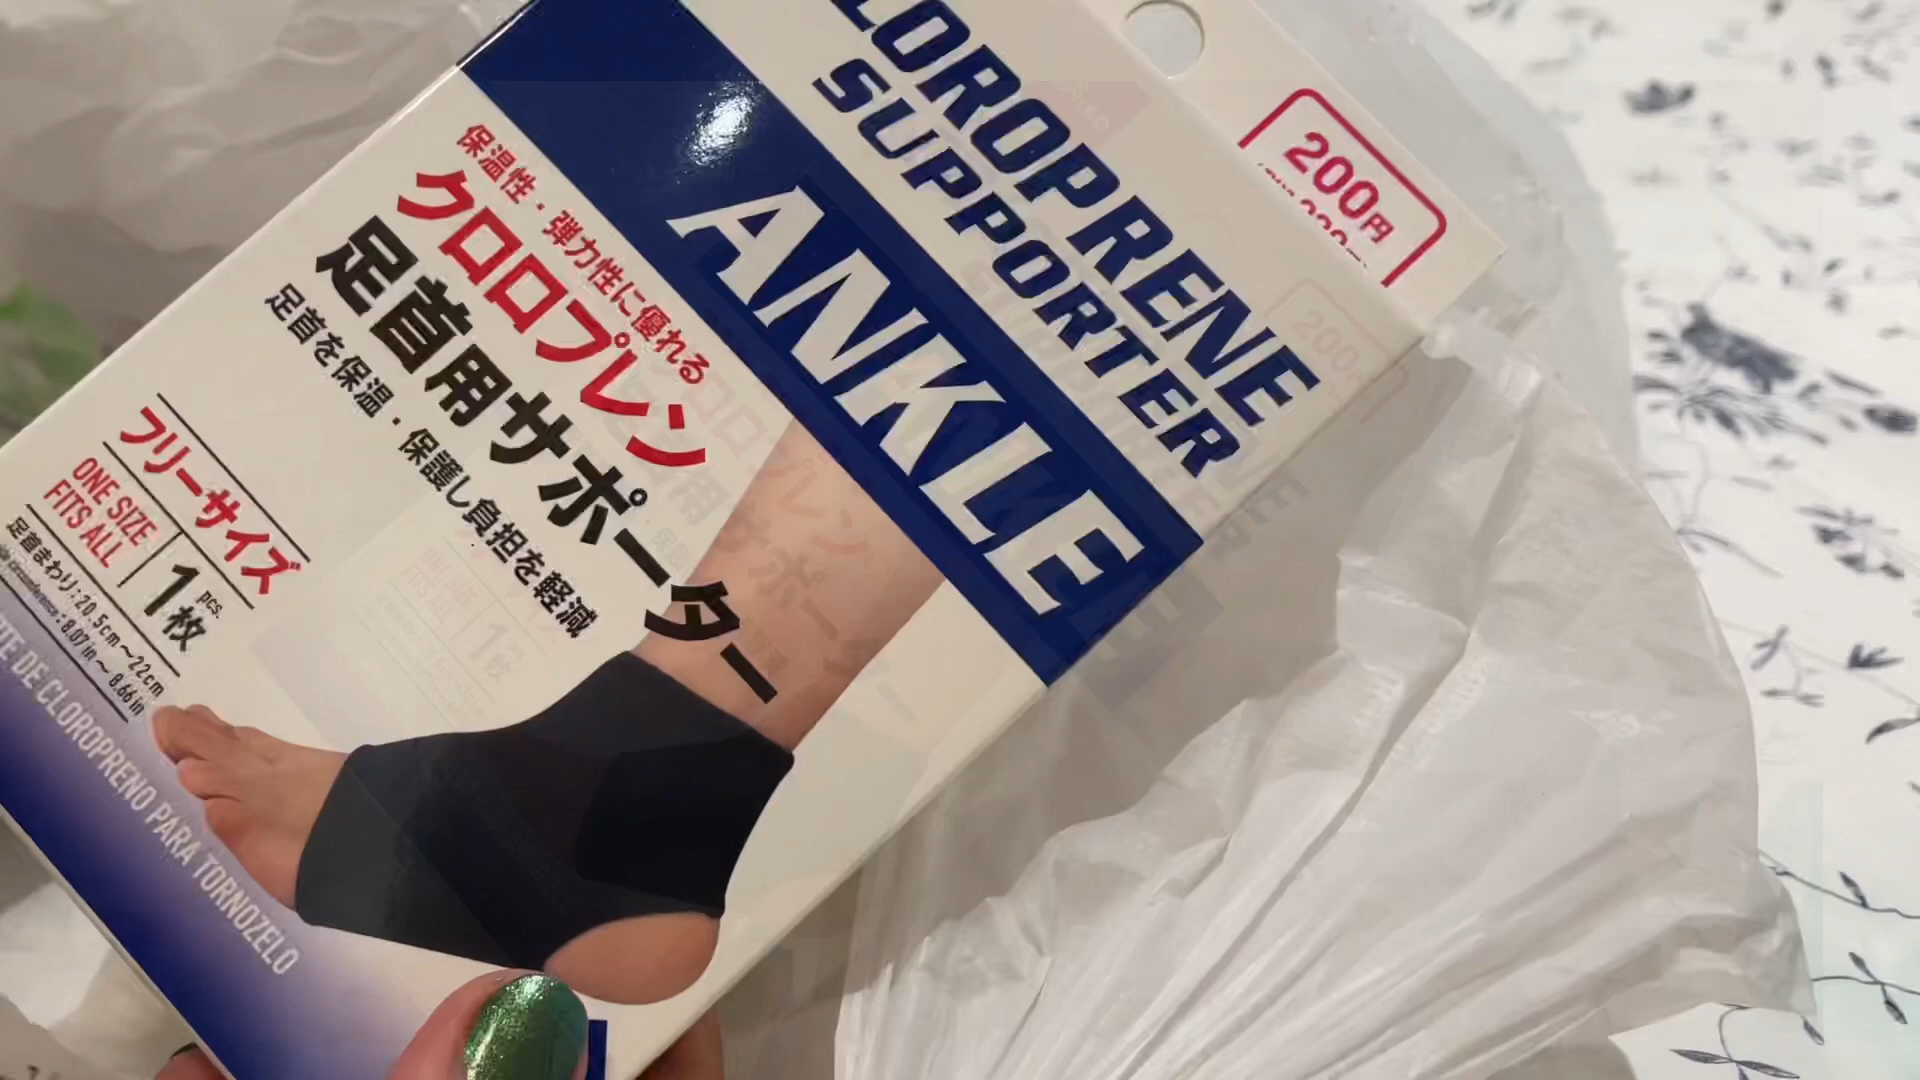 200円
LOROPRENE
SUPPORTER
ANKLE
保温性・弾力性に優れる
クロロプレン
足首用サポーター
足首を保温・保護し負担を軽減
フリーサイズ
ONE SIZE
FITS ALL
1枚
pcs.
足首まわり:20.5cm～22cm
8.07in～8.66in
DE CLOROPRENO PARA TORNOZELO